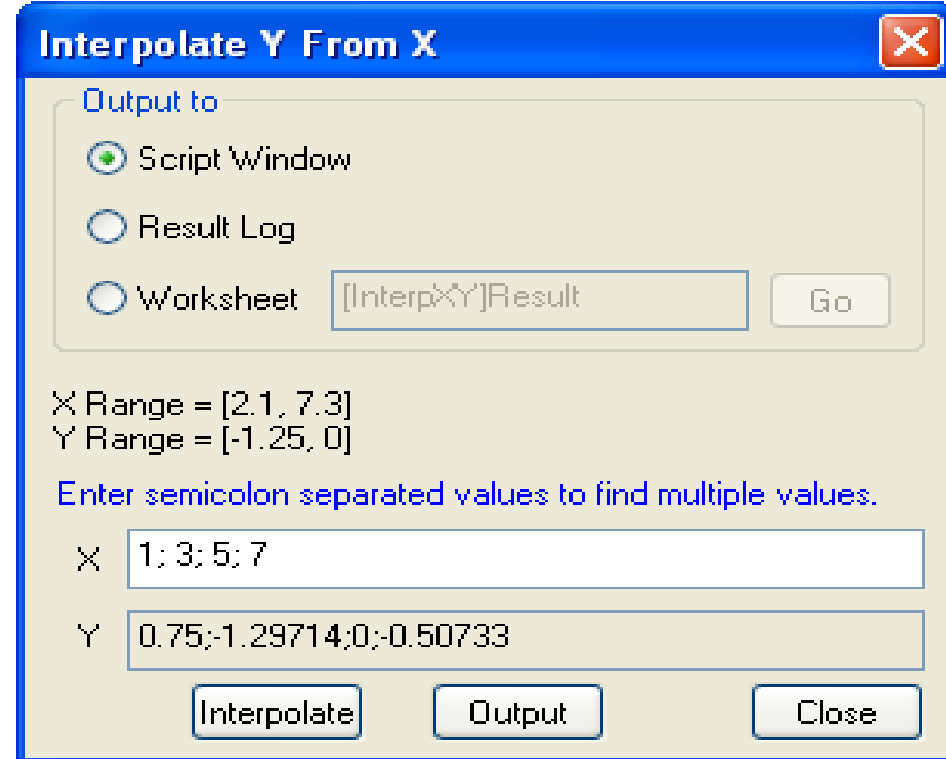 Interpolate Y From X
Output to
Script Window
Result Log
Worksheet [InterpXY]Result Go
X Range = [2.1, 7.3]
Y Range = [-1.25, 0]
Enter semicolon separated values to find multiple values.
X 1; 3; 5; 7
Y 0.75;-1.29714;0;-0.50733
Interpolate Output Close